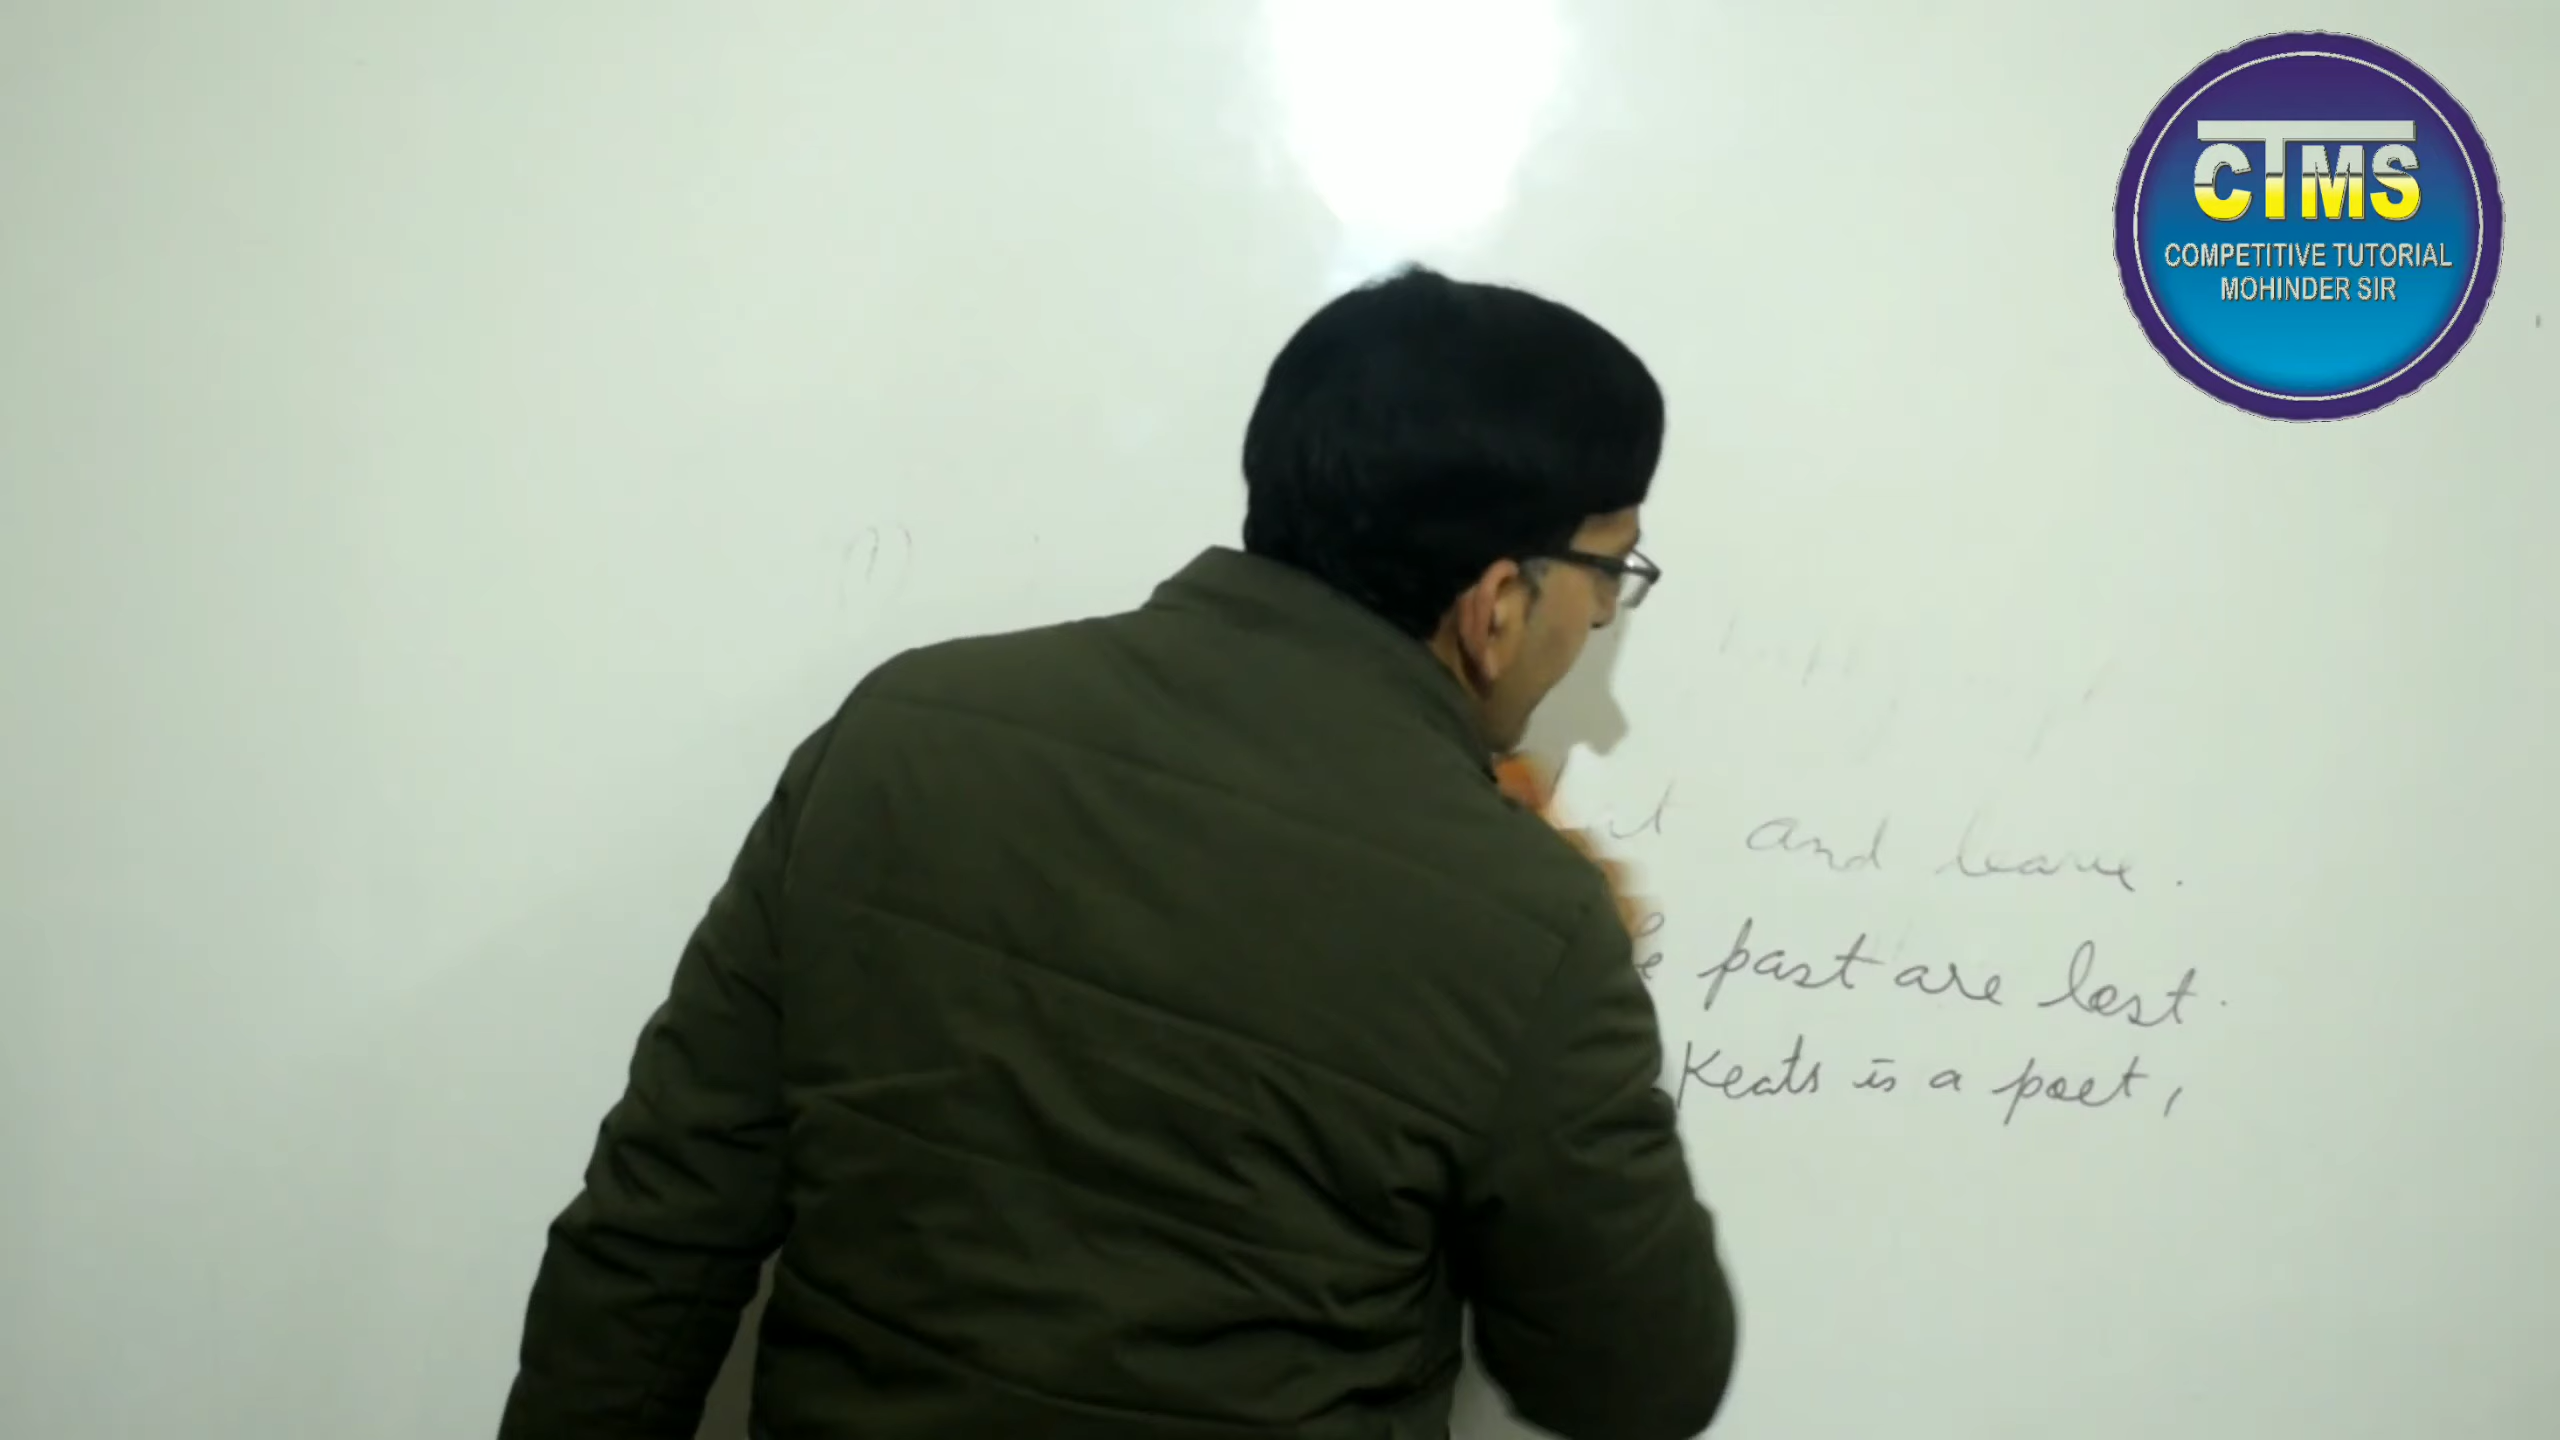 CTMS
COMPETITIVE TUTORIAL
MOHINDER SIR
and leave.
past are lost.
Keats is a poet,